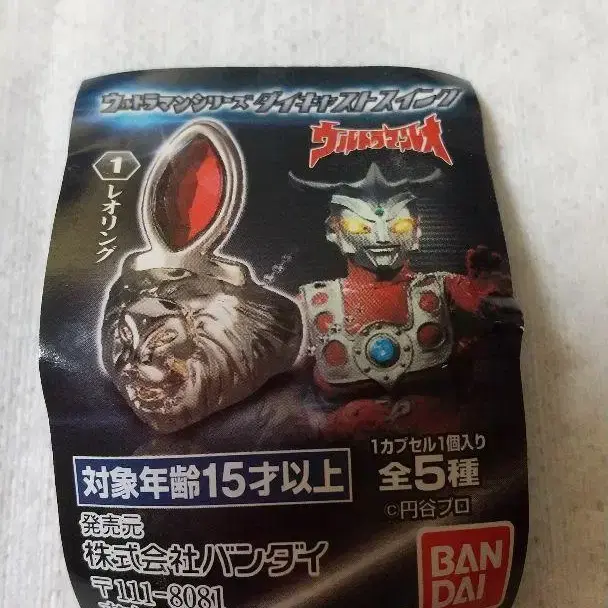 ウルトラマンシリーズ ダイキャストスイング
ウルトラマンレオ
1 レオリング
対象年齢15才以上
1カプセル1個入り
全5種
©円谷プロ
発売元
株式会社バンダイ
〒111-8081
BAN
DAI